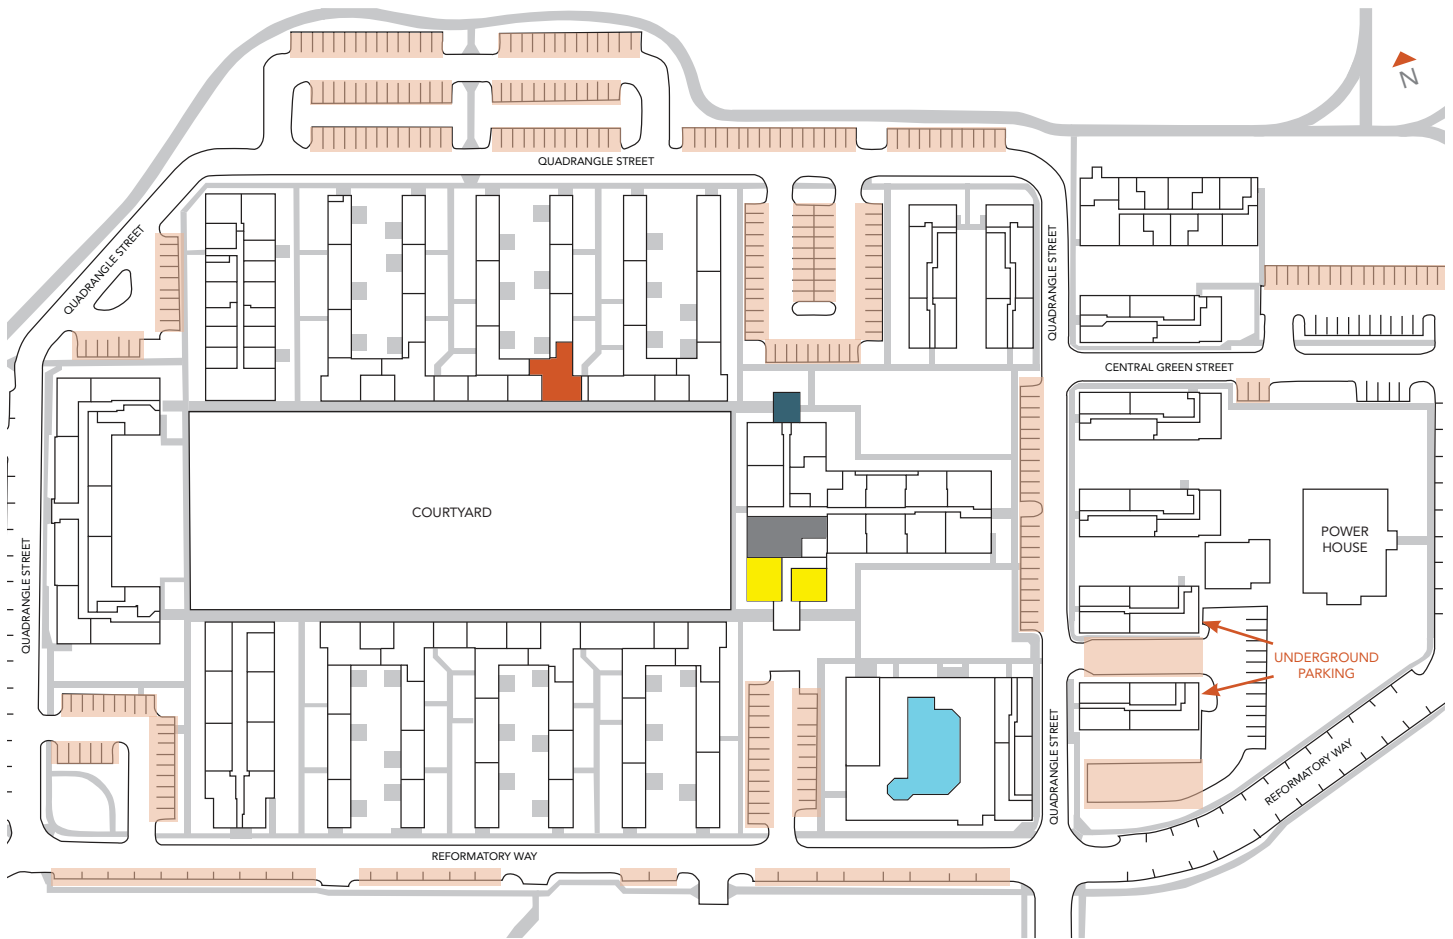 N
QUADRANGLE STREET
QUADRANGLE STREET
QUADRANGLE STREET
CENTRAL GREEN STREET
COURTYARD
POWER
HOUSE
QUADRANGLE STREET
UNDERGROUND
PARKING
QUADRANGLE STREET
REFORMATORY WAY
REFORMATORY WAY